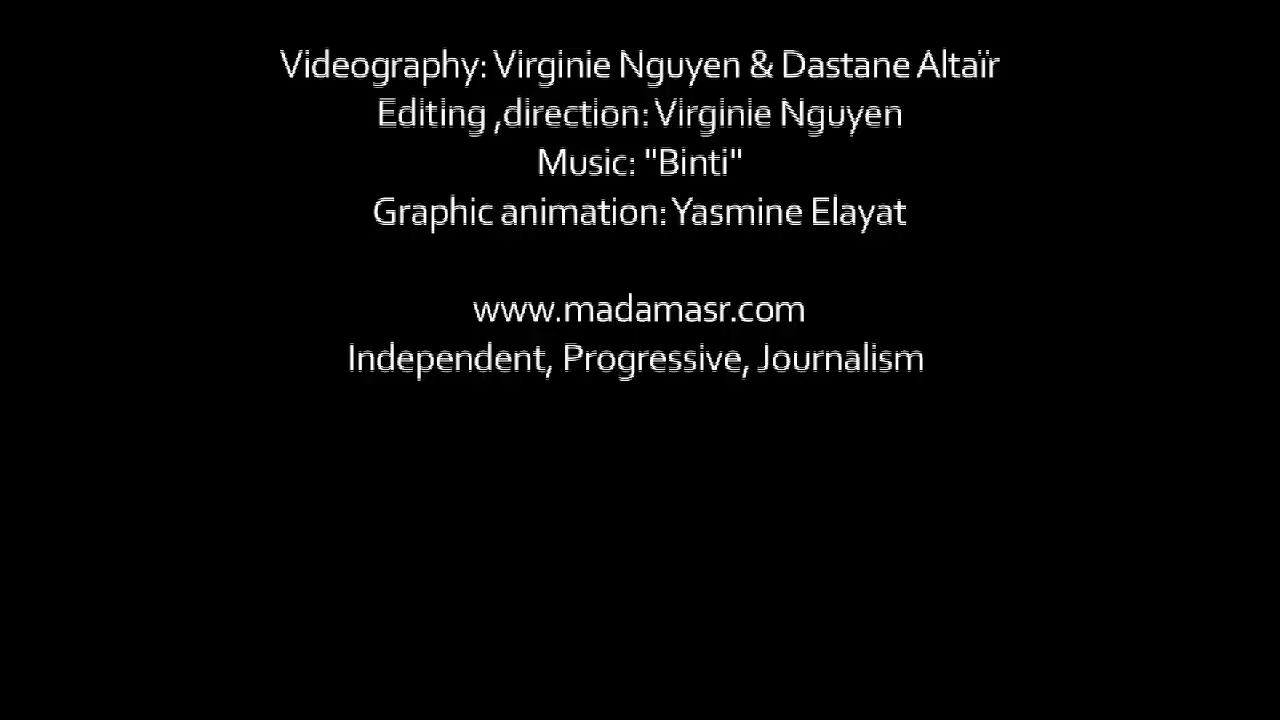 Videography: Virginie Nguyen & Dastane Altaïr
Editing ,direction: Virginie Nguyen
Music: "Binti"
Graphic animation: Yasmine Elayat
www.madamasr.com
Independent, Progressive, Journalism